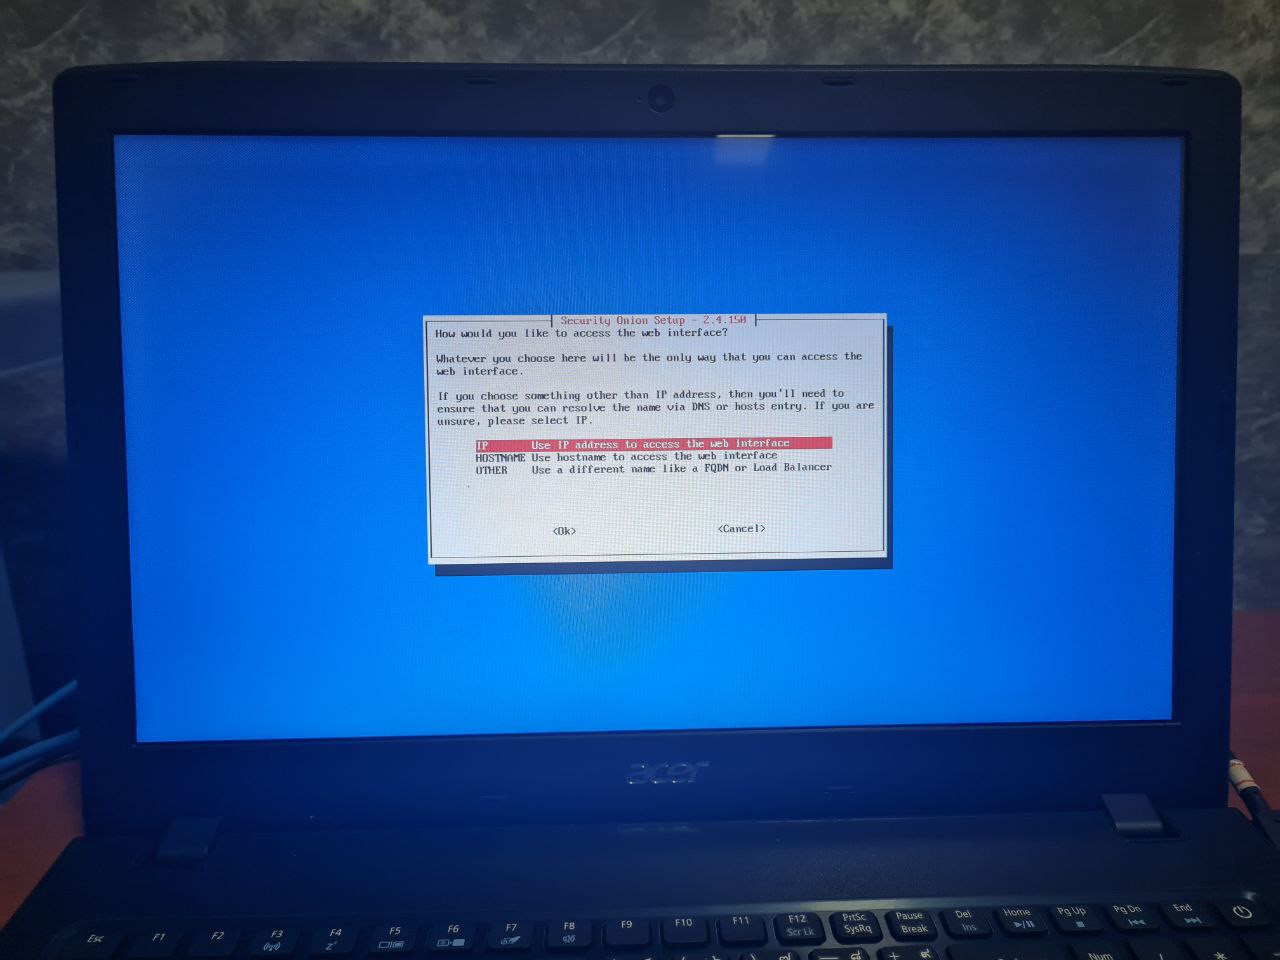 Security Onion Setup - 2.4.150
How would you like to access the web interface?
Whatever you choose here will be the only way that you can access the
web interface.
If you choose something other than IP address, then you'll need to
ensure that you can resolve the name via DNS or hosts entry. If you are
unsure, please select IP.
IP Use IP address to access the web interface
HOSTNAME Use hostname to access the web interface
OTHER Use a different name like a FQDN or Load Balancer
<Ok> <Cancel>
acer
Esc F1 F2 F3 F4 F5 F6 F7 F8 F9 F10 F11 F12 PrtSc Pause Del Home Pg Up Pg Dn End
Scr Lk SysRq Break Ins
Num